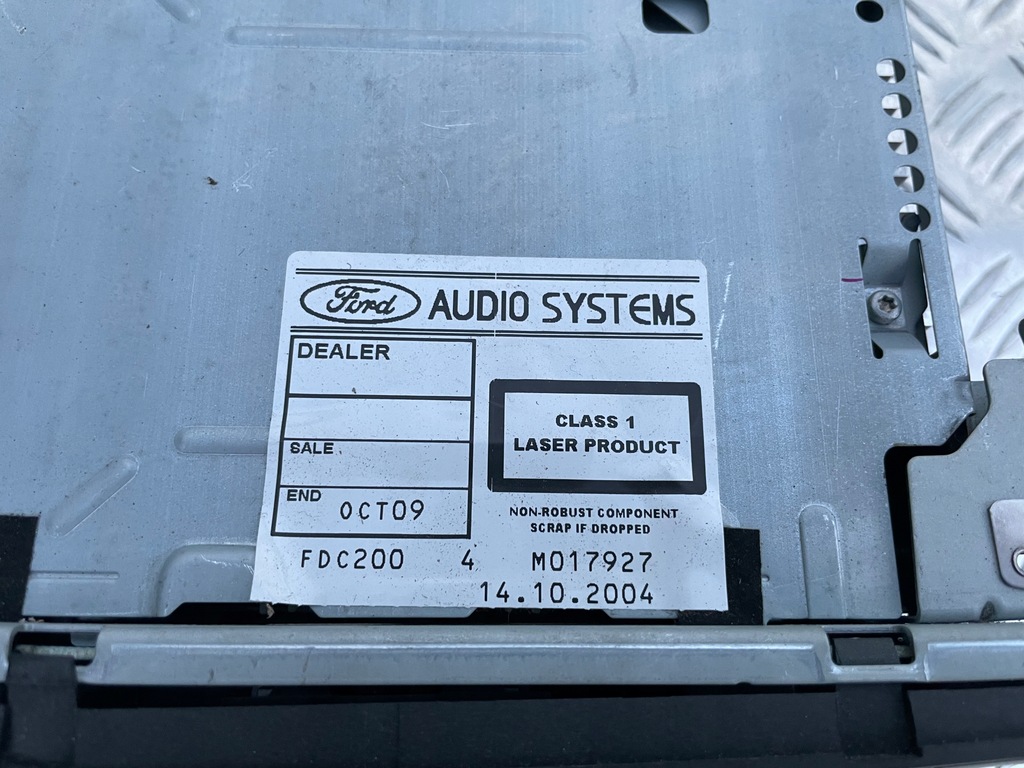 Ford AUDIO SYSTEMS
DEALER
SALE
END OCT09
CLASS 1
LASER PRODUCT
NON-ROBUST COMPONENT
SCRAP IF DROPPED
FDC200 4 M017927
14.10.2004